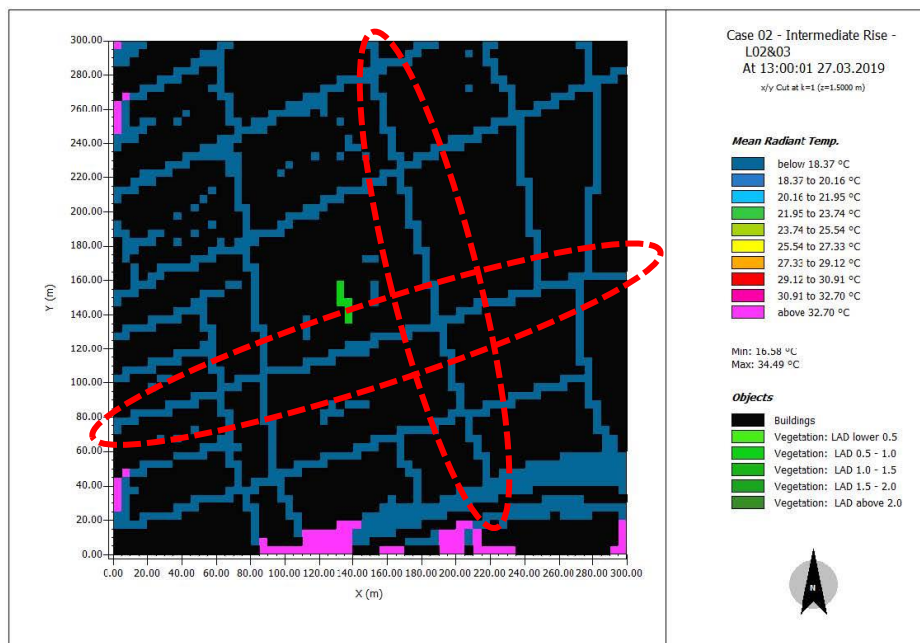 Case 02 - Intermediate Rise -
L02&03
At 13:00:01 27.03.2019
x/y Cut at k=1 (z=1.5000 m)
300.00
280.00
260.00
240.00
220.00
200.00
180.00
160.00
140.00
120.00
100.00
80.00
60.00
40.00
20.00
0.00
Y (m)
0.00 20.00 40.00 60.00 80.00 100.00 120.00 140.00 160.00 180.00 200.00 220.00 240.00 260.00 280.00 300.00
X (m)
Mean Radiant Temp.
below 18.37 °C
18.37 to 20.16 °C
20.16 to 21.95 °C
21.95 to 23.74 °C
23.74 to 25.54 °C
25.54 to 27.33 °C
27.33 to 29.12 °C
29.12 to 30.91 °C
30.91 to 32.70 °C
above 32.70 °C
Min: 16.58 °C
Max: 34.49 °C
Objects
Buildings
Vegetation: LAD lower 0.5
Vegetation: LAD 0.5 - 1.0
Vegetation: LAD 1.0 - 1.5
Vegetation: LAD 1.5 - 2.0
Vegetation: LAD above 2.0
N